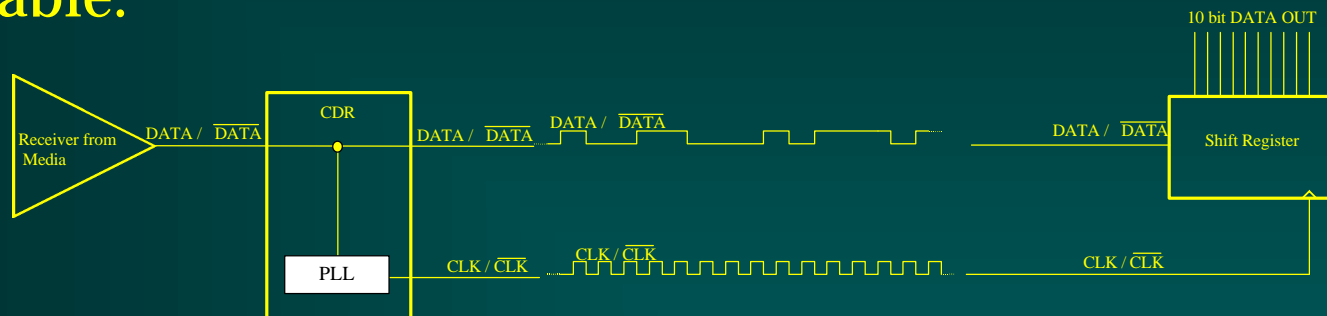 able.
10 bit DATA OUT
CDR
Receiver from
Media
DATA / DATA
DATA / DATA
DATA / DATA
DATA / DATA
Shift Register
PLL
CLK / CLK
CLK / CLK
CLK / CLK